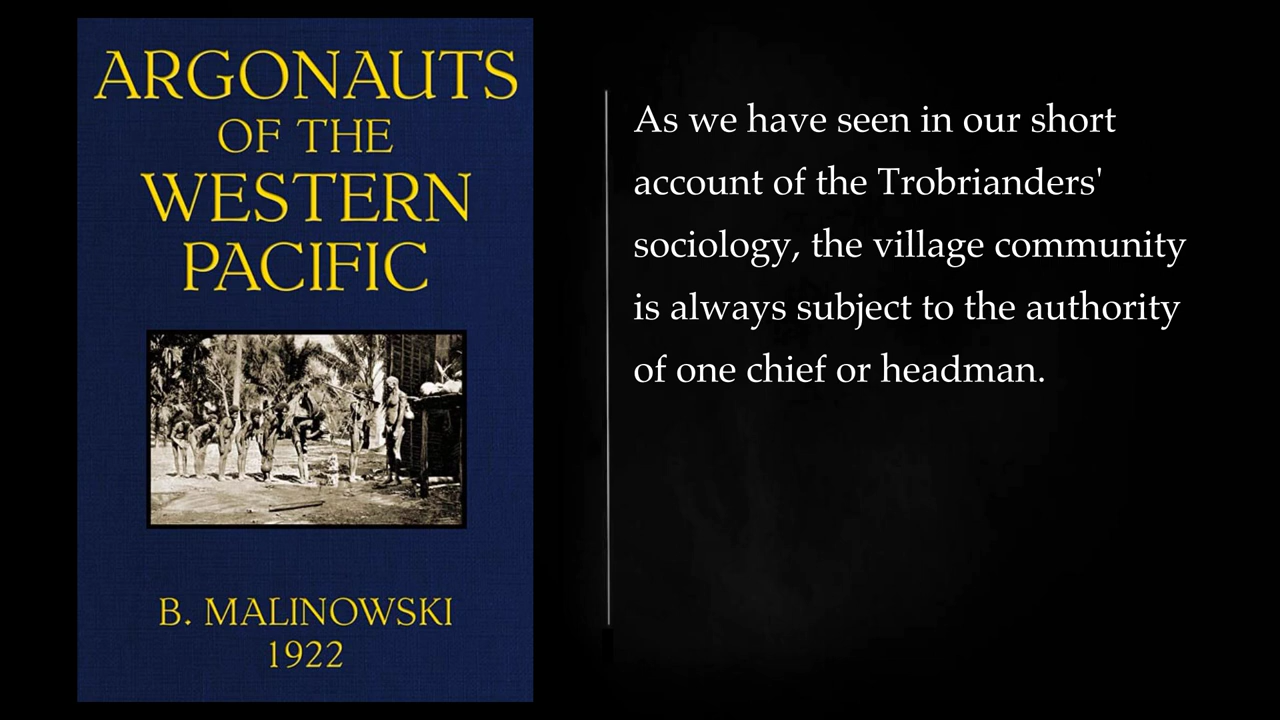 ARGONAUTS
OF THE
WESTERN
PACIFIC
B. MALINOWSKI
1922
As we have seen in our short
account of the Trobrianders'
sociology, the village community
is always subject to the authority
of one chief or headman.